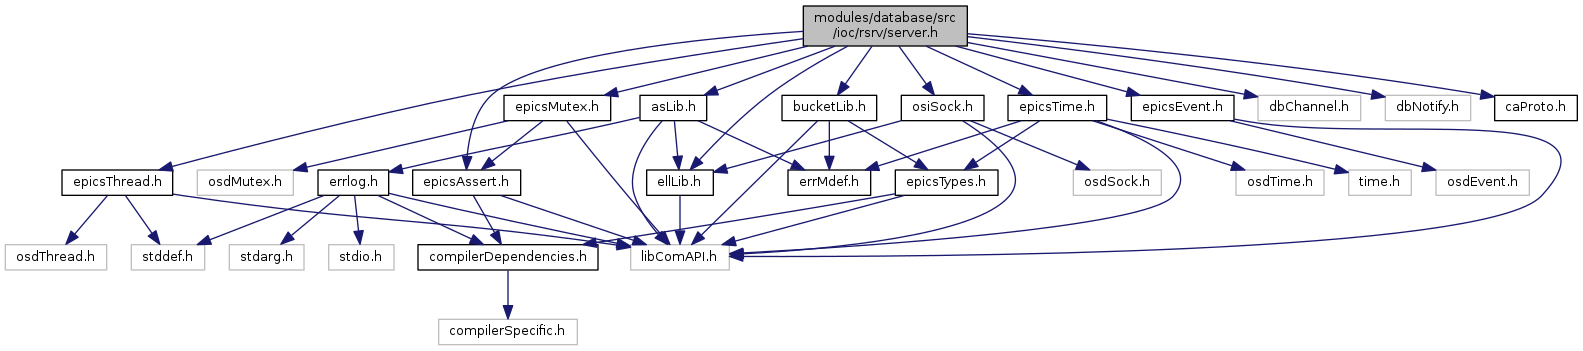 modules/database/src
/ioc/rsrv/server.h
epicsMutex.h
asLib.h
bucketLib.h
osiSock.h
epicsTime.h
epicsEvent.h
dbChannel.h
dbNotify.h
caProto.h
epicsThread.h
osdMutex.h
errlog.h
epicsAssert.h
ellLib.h
errMdef.h
epicsTypes.h
osdSock.h
osdTime.h
time.h
osdEvent.h
osdThread.h
stddef.h
stdarg.h
stdio.h
compilerDependencies.h
libComAPI.h
compilerSpecific.h